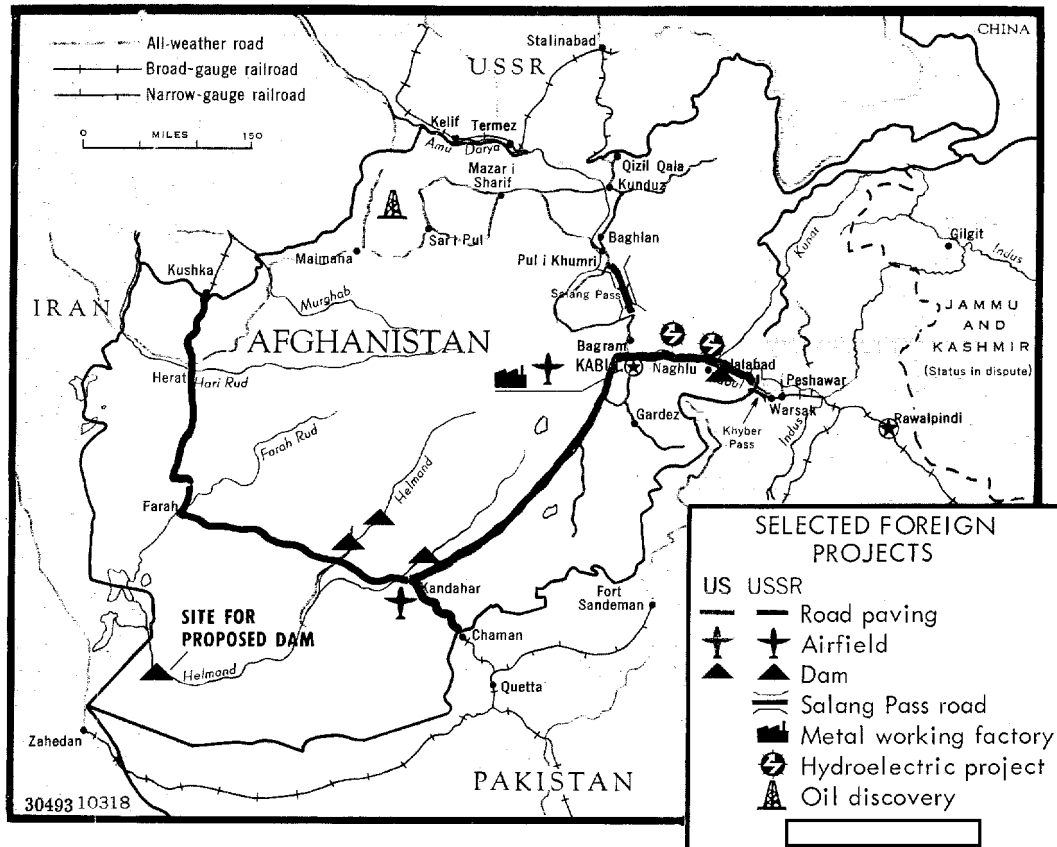 All-weather road
Broad-gauge railroad
Narrow-gauge railroad
0 MILES 150
CHINA
Stalinabad
USSR
Kelif
Termez
Amu Darya
Mazar i
Sharif
Qizil Qala
Kunduz
Sar i Pul
Maimana
Baghlan
Pul i Khumri
Salang Pass
Kunar
Gilgit
Indus
Kushka
IRAN
Murghab
AFGHANISTAN
JAMMU
AND
KASHMIR
(Status in dispute)
Herat
Hari Rud
Bagram
KABUL
Naghlu
Jalalabad
Kabul
Peshawar
Warsak
Khyber
Pass
Indus
Rawalpindi
Gardez
Farah Rud
Farah
Helmand
Kandahar
Fort
Sandeman
Chaman
SITE FOR
PROPOSED DAM
Helmand
Quetta
Zahedan
PAKISTAN
30493 10318
SELECTED FOREIGN
PROJECTS
US USSR
Road paving
Airfield
Dam
Salang Pass road
Metal working factory
Hydroelectric project
Oil discovery